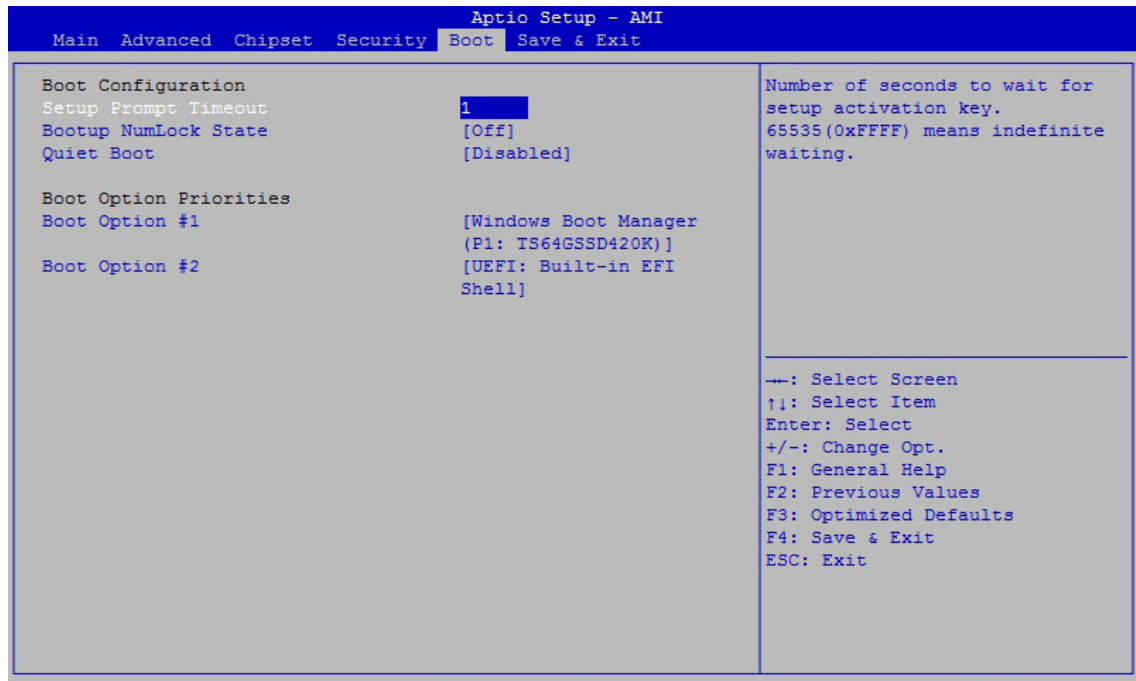 Aptio Setup - AMI
Main Advanced Chipset Security Boot Save & Exit
Boot Configuration
Setup Prompt Timeout 1
Bootup NumLock State [Off]
Quiet Boot [Disabled]
Boot Option Priorities
Boot Option #1 [Windows Boot Manager
(P1: TS64GSSD420K)]
Boot Option #2 [UEFI: Built-in EFI
Shell]
Number of seconds to wait for
setup activation key.
65535(0xFFFF) means indefinite
waiting.
→←: Select Screen
↑↓: Select Item
Enter: Select
+/-: Change Opt.
F1: General Help
F2: Previous Values
F3: Optimized Defaults
F4: Save & Exit
ESC: Exit